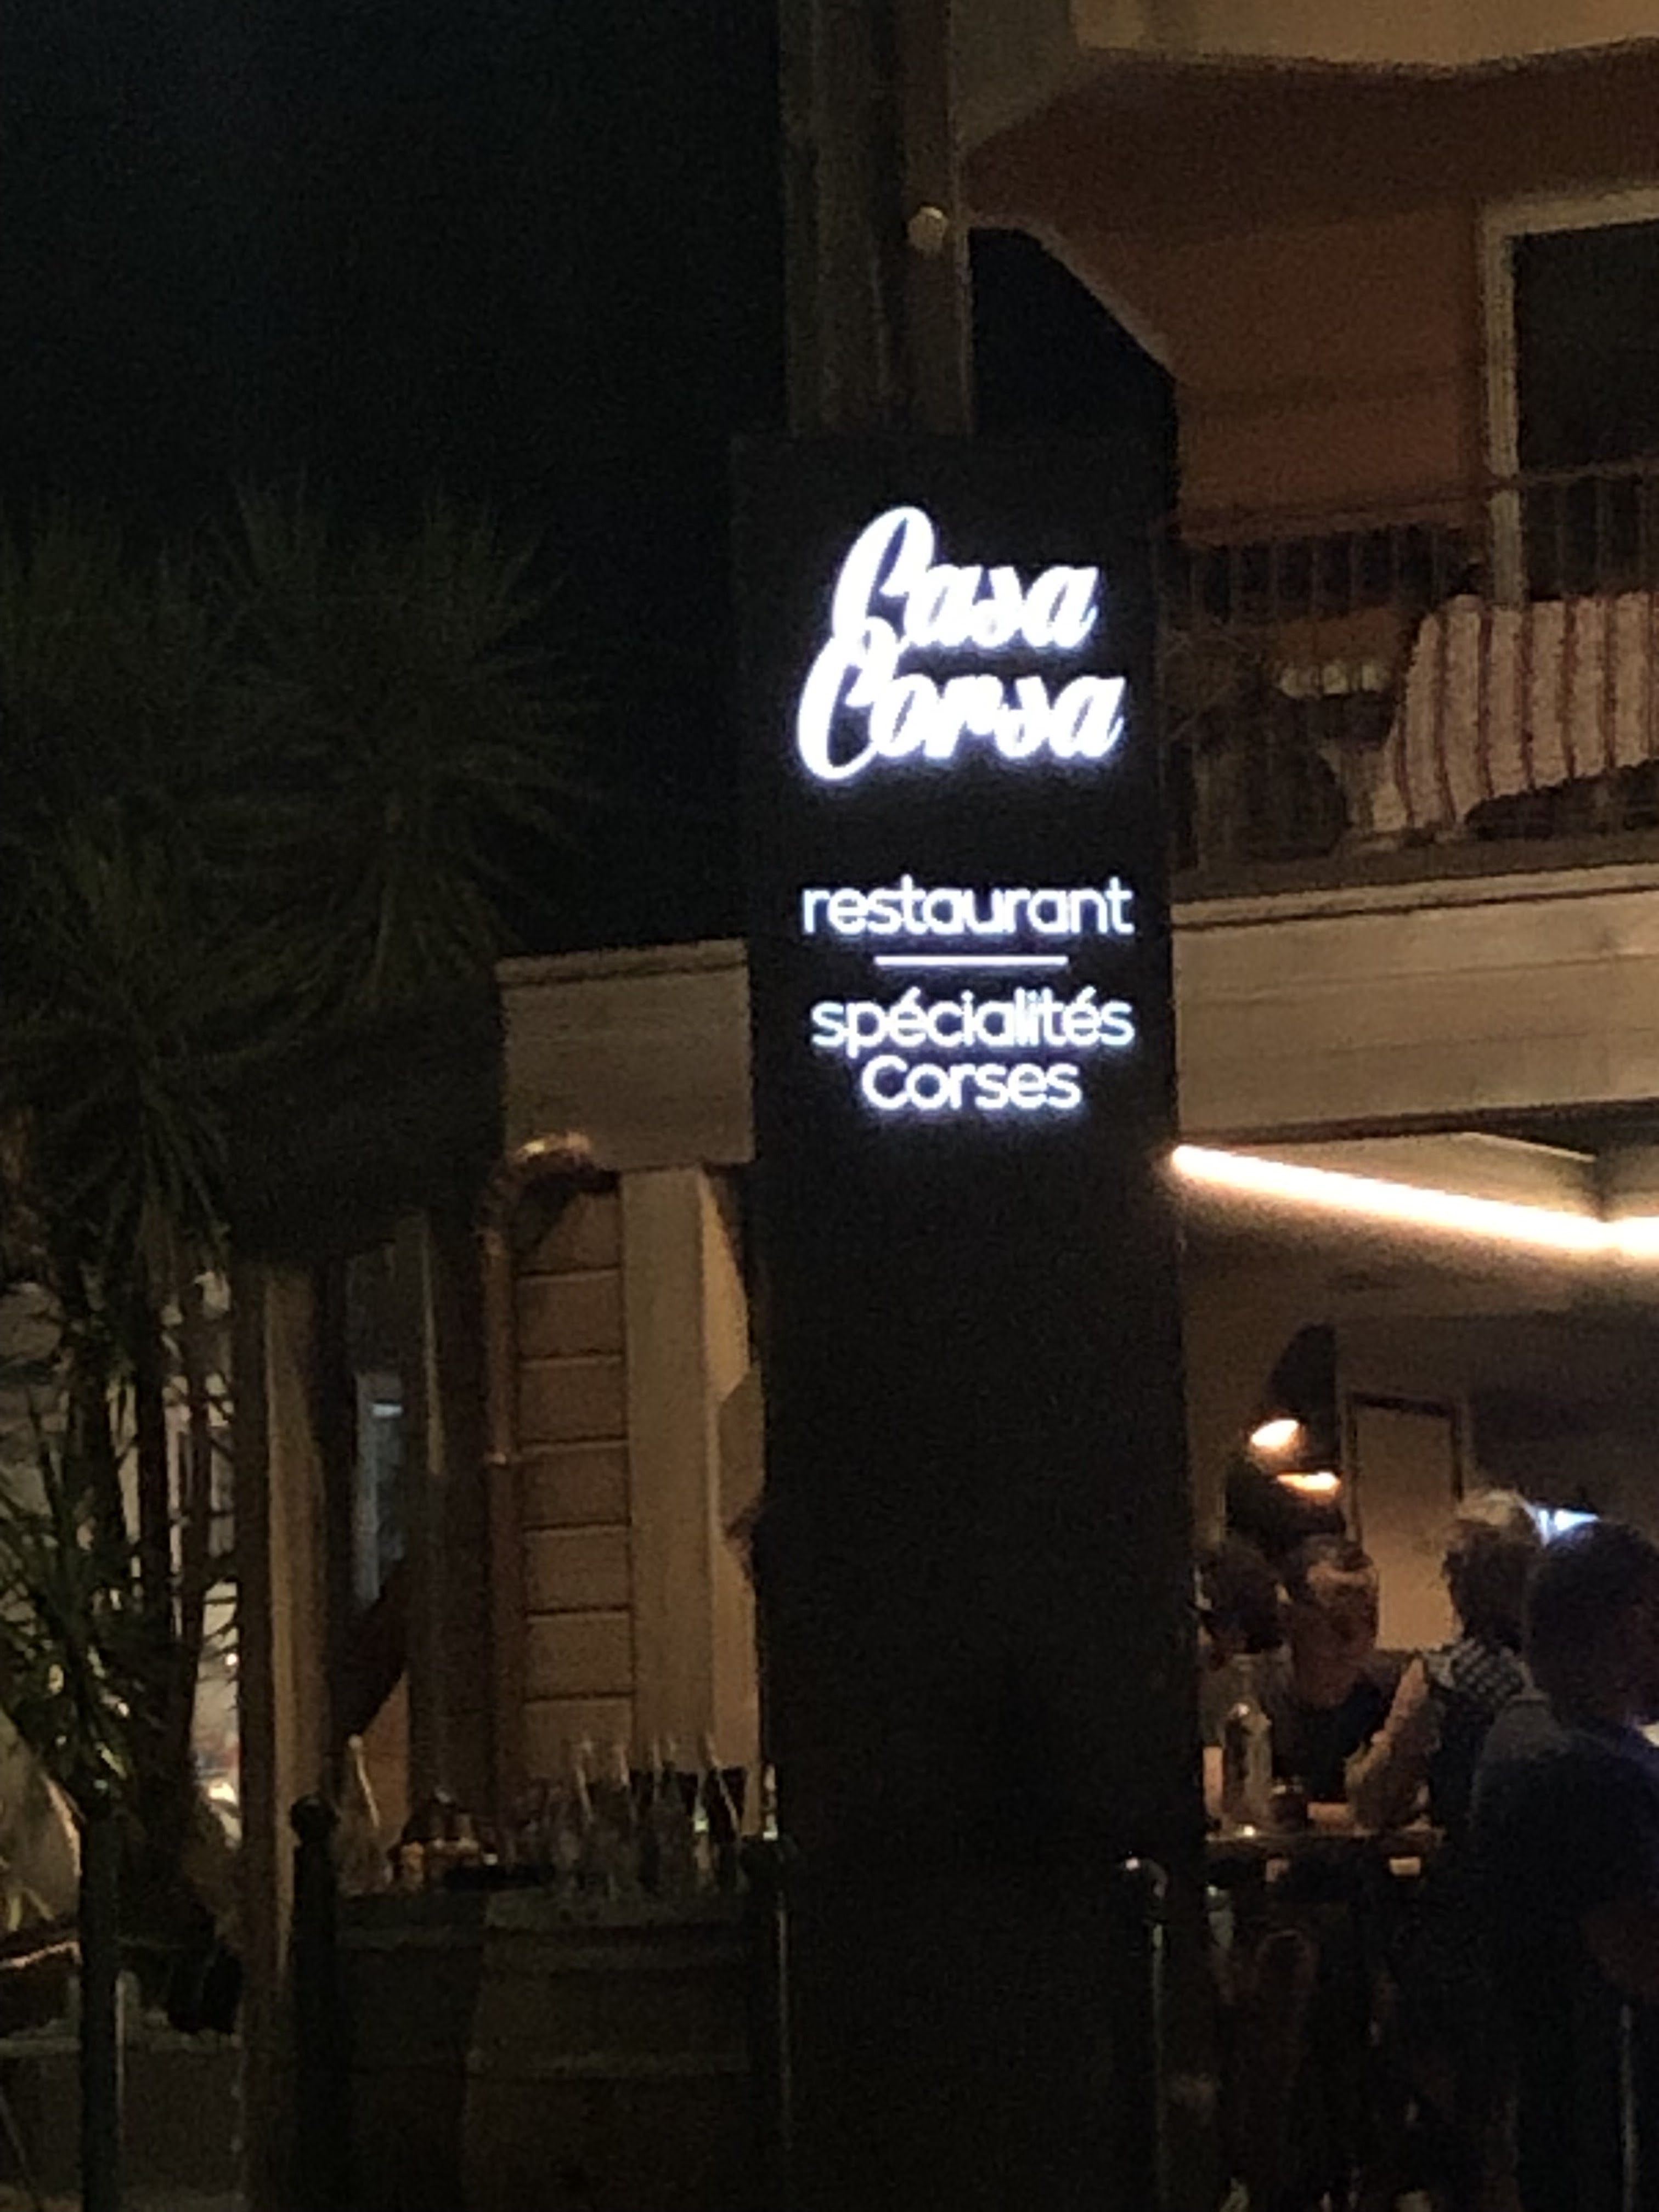 Casa
Corsa
restaurant
spécialités
Corses